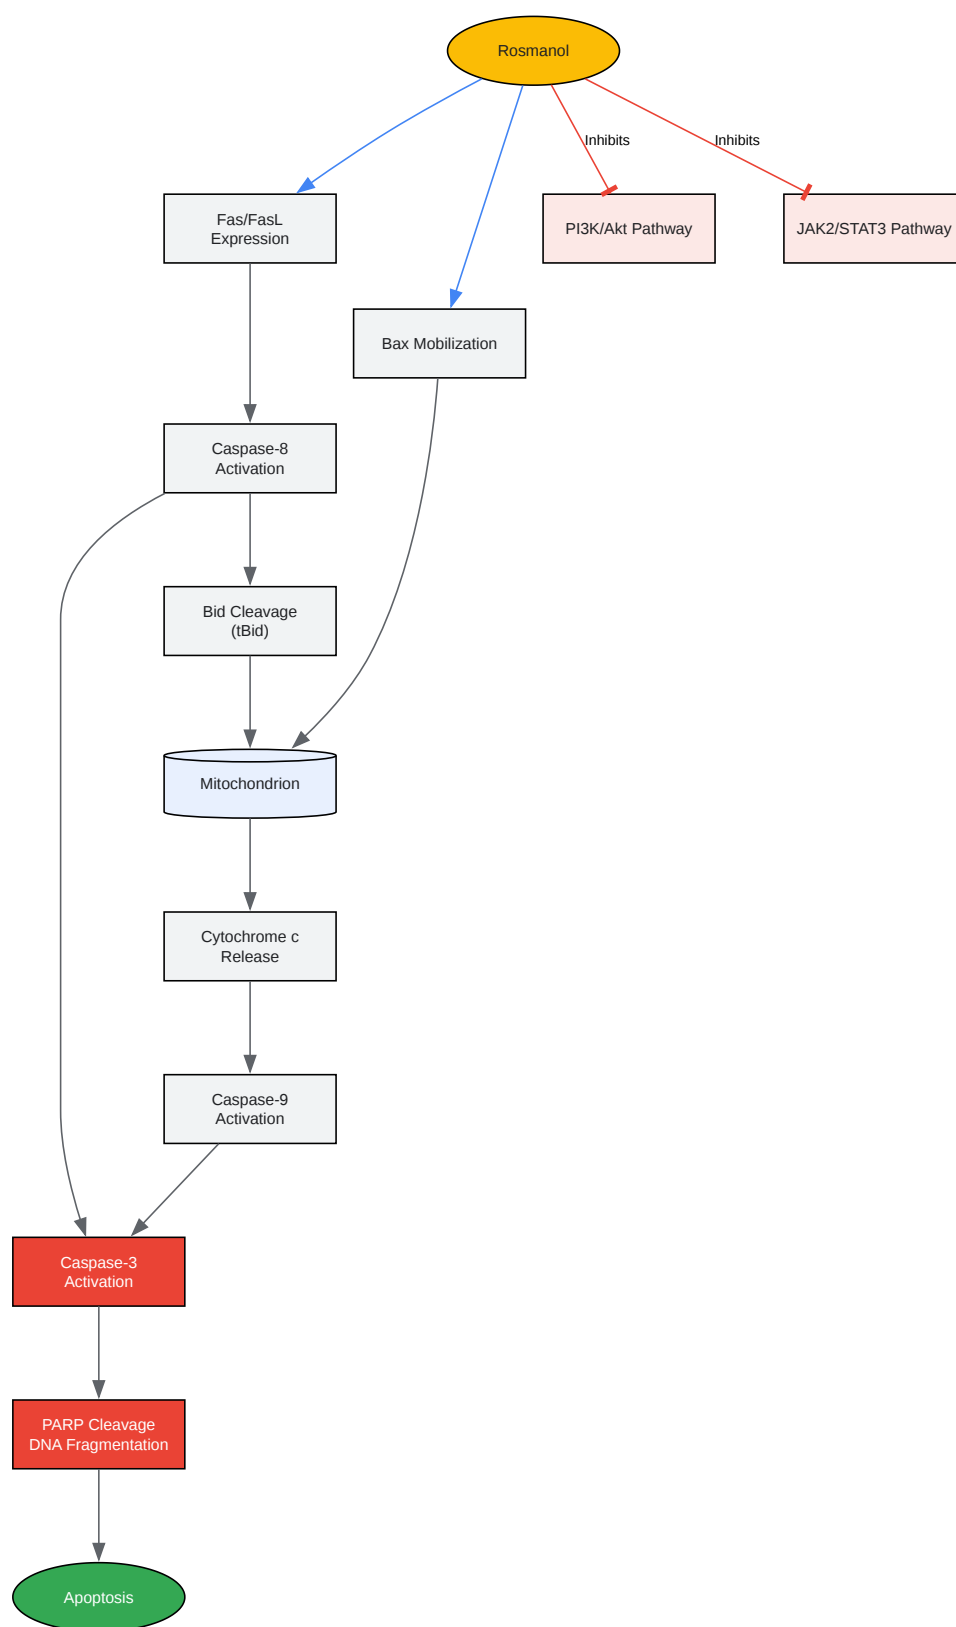 Rosmanol
Inhibits
Inhibits
Fas/FasL
Expression
PI3K/Akt Pathway
JAK2/STAT3 Pathway
Bax Mobilization
Caspase-8
Activation
Bid Cleavage
(tBid)
Mitochondrion
Cytochrome c
Release
Caspase-9
Activation
Caspase-3
Activation
PARP Cleavage
DNA Fragmentation
Apoptosis